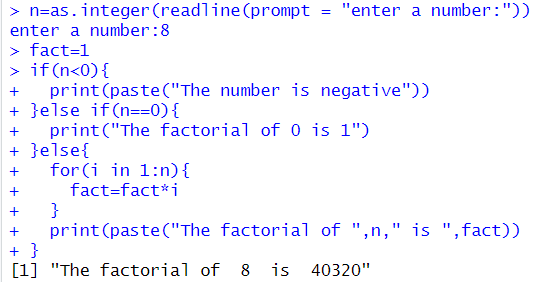 > n=as.integer(readline(prompt = "enter a number:"))
enter a number:8
> fact=1
> if(n<0){
+   print(paste("The number is negative"))
+ }else if(n==0){
+   print("The factorial of 0 is 1")
+ }else{
+   for(i in 1:n){
+     fact=fact*i
+   }
+   print(paste("The factorial of ",n," is ",fact))
+ }
[1] "The factorial of  8  is  40320"